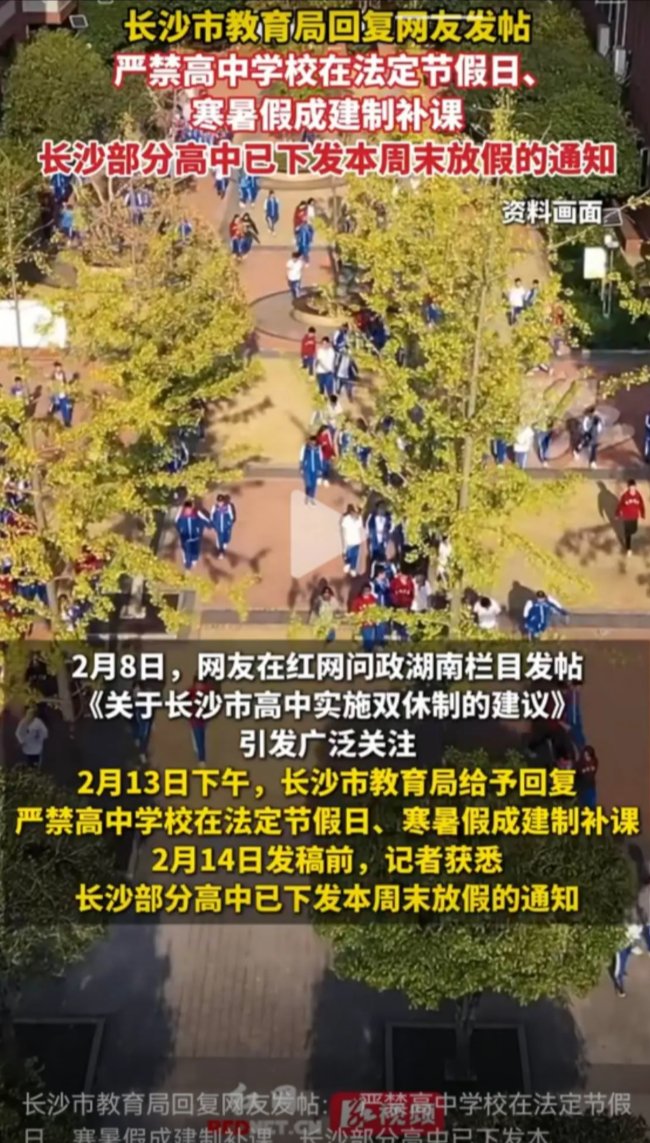 长沙市教育局回复网友发帖
严禁高中学校在法定节假日、
寒暑假成建制补课
长沙部分高中已下发本周末放假的通知
资料画面
2月8日，网友在红网问政湖南栏目发帖
《关于长沙市高中实施双休制的建议》
引发广泛关注
2月13日下午，长沙市教育局给予回复
严禁高中学校在法定节假日、寒暑假成建制补课
2月14日发稿前，记者获悉
长沙部分高中已下发本周末放假的通知
长沙市教育局回复网友发帖：严禁高中学校在法定节假
日、寒暑假成建制补课，长沙部分高中已下发本
红网
REDNET.CN